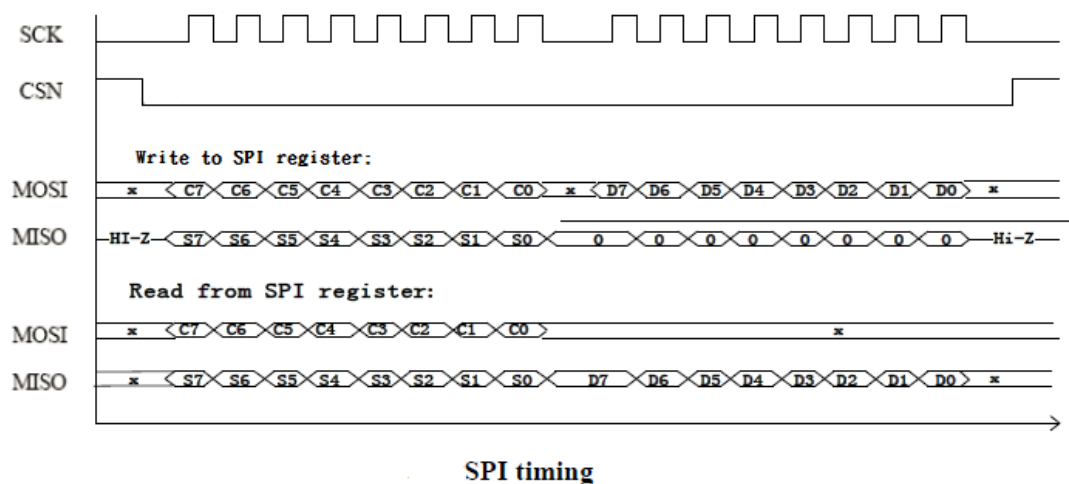 SCK
CSN
Write to SPI register:
MOSI x C7 C6 C5 C4 C3 C2 C1 C0 x D7 D6 D5 D4 D3 D2 D1 D0 x
MISO HI-Z S7 S6 S5 S4 S3 S2 S1 S0 0 0 0 0 0 0 0 0 Hi-Z
Read from SPI register:
MOSI x C7 C6 C5 C4 C3 C2 C1 C0 x
MISO x S7 S6 S5 S4 S3 S2 S1 S0 D7 D6 D5 D4 D3 D2 D1 D0 x
SPI timing